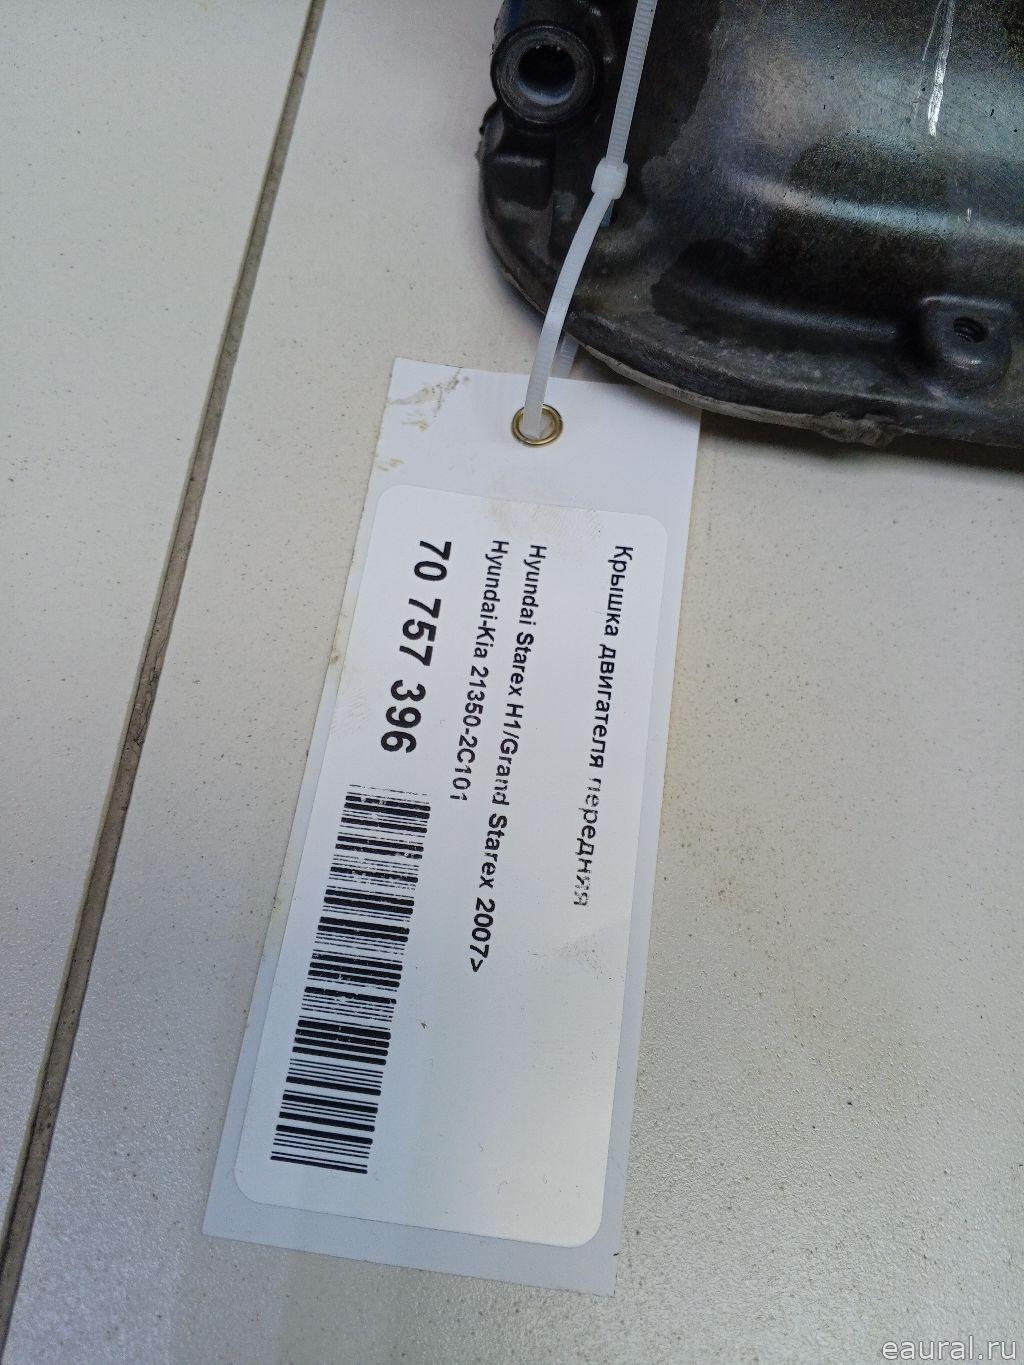 Крышка двигателя передняя
Hyundai Starex H1/Grand Starex 2007>
Hyundai-Kia 21350-2C101
70 757 396
eaural.ru